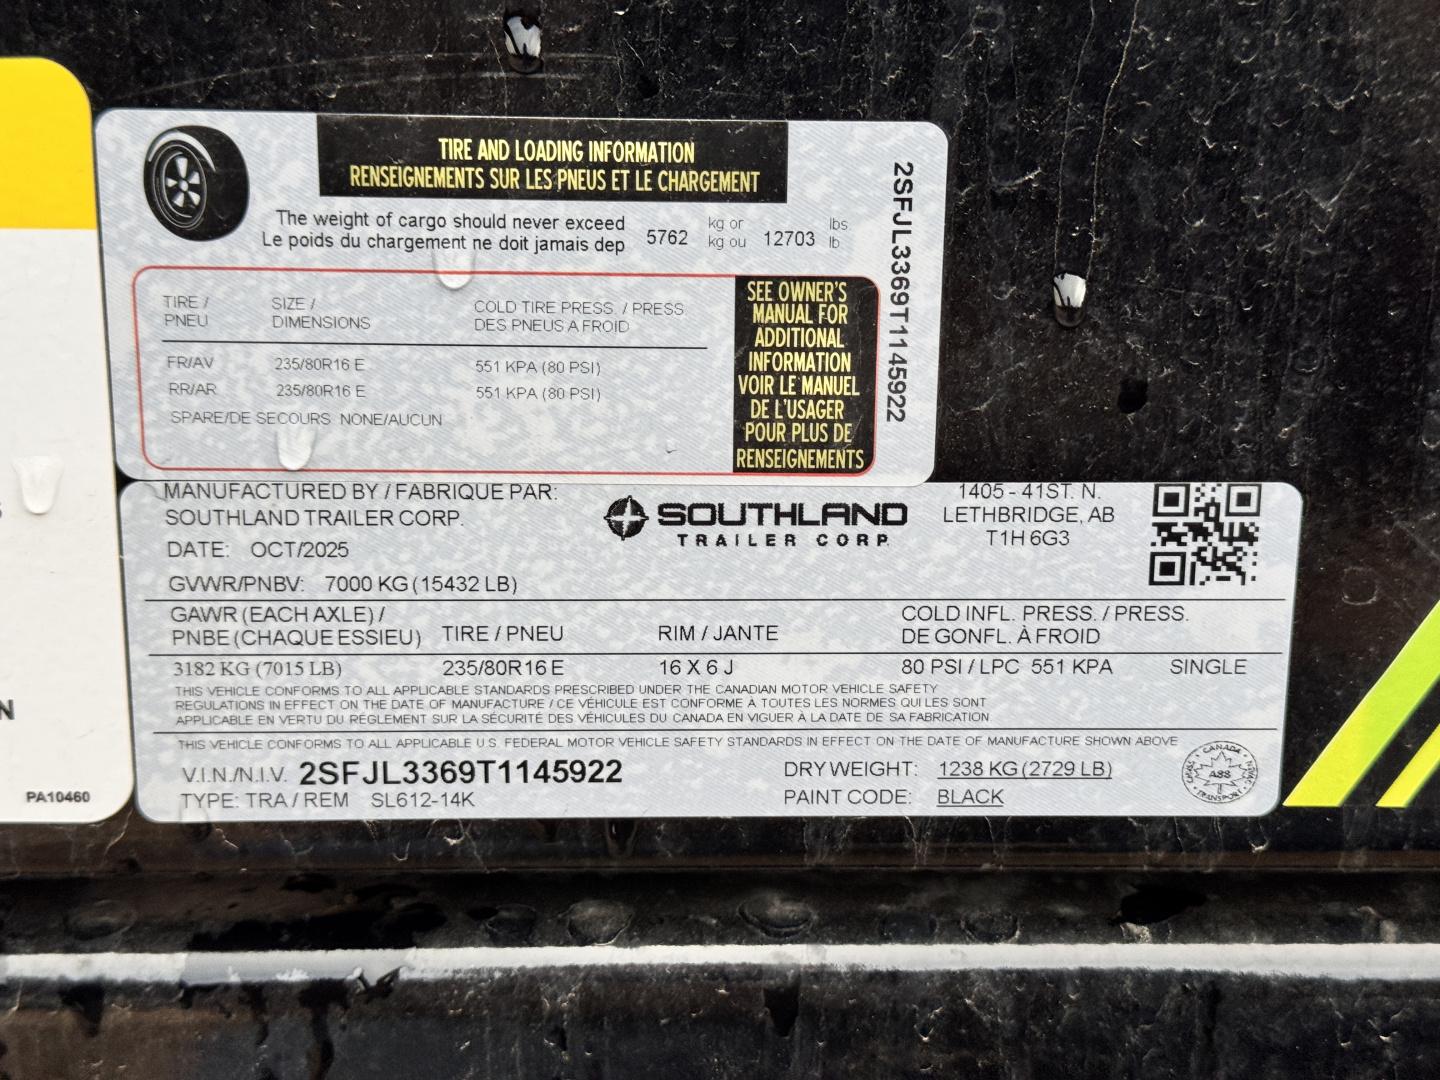 TIRE AND LOADING INFORMATION
RENSEIGNEMENTS SUR LES PNEUS ET LE CHARGEMENT
The weight of cargo should never exceed
Le poids du chargement ne doit jamais dep
5762 kg or 12703 lbs.
kg ou lb
2SFJL3369T1145922
TIRE / SIZE / COLD TIRE PRESS. / PRESS.
PNEU DIMENSIONS DES PNEUS A FROID
FR/AV 235/80R16 E 551 KPA (80 PSI)
RR/AR 235/80R16 E 551 KPA (80 PSI)
SPARE/DE SECOURS NONE/AUCUN
SEE OWNER'S
MANUAL FOR
ADDITIONAL
INFORMATION
VOIR LE MANUEL
DE L'USAGER
POUR PLUS DE
RENSEIGNEMENTS
MANUFACTURED BY / FABRIQUE PAR:
SOUTHLAND TRAILER CORP.
DATE: OCT/2025
GVWR/PNBV: 7000 KG (15432 LB)
SOUTHLAND
TRAILER CORP.
1405 - 41ST. N.
LETHBRIDGE, AB
T1H 6G3
GAWR (EACH AXLE) /
PNBE (CHAQUE ESSIEU) TIRE / PNEU RIM / JANTE
COLD INFL. PRESS. / PRESS.
DE GONFL. À FROID
3182 KG (7015 LB) 235/80R16 E 16 X 6 J 80 PSI / LPC 551 KPA SINGLE
THIS VEHICLE CONFORMS TO ALL APPLICABLE STANDARDS PRESCRIBED UNDER THE CANADIAN MOTOR VEHICLE SAFETY
REGULATIONS IN EFFECT ON THE DATE OF MANUFACTURE / CE VÉHICULE EST CONFORME À TOUTES LES NORMES QUI LES SONT
APPLICABLE EN VERTU DU RÉGLEMENT SUR LA SÉCURITÉ DES VÉHICULES DU CANADA EN VIGUER À LA DATE DE SA FABRICATION
THIS VEHICLE CONFORMS TO ALL APPLICABLE U.S. FEDERAL MOTOR VEHICLE SAFETY STANDARDS IN EFFECT ON THE DATE OF MANUFACTURE SHOWN ABOVE
V.I.N./N.I.V. 2SFJL3369T1145922 DRY WEIGHT: 1238 KG (2729 LB)
TYPE: TRA / REM SL612-14K PAINT CODE: BLACK
CANADA
TRANSPORT
N
PA10460